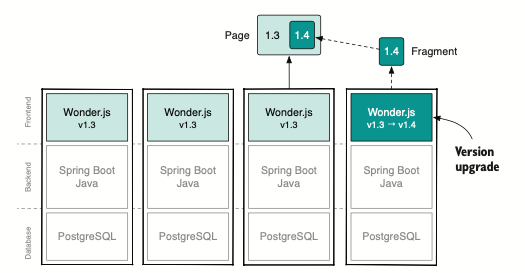 Page
1.3
1.4
1.4
Fragment
Frontend
Wonder.js
v1.3
Wonder.js
v1.3
Wonder.js
v1.3
Wonder.js
v1.3 → v1.4
Version
upgrade
Backend
Spring Boot
Java
Spring Boot
Java
Spring Boot
Java
Spring Boot
Java
Database
PostgreSQL
PostgreSQL
PostgreSQL
PostgreSQL